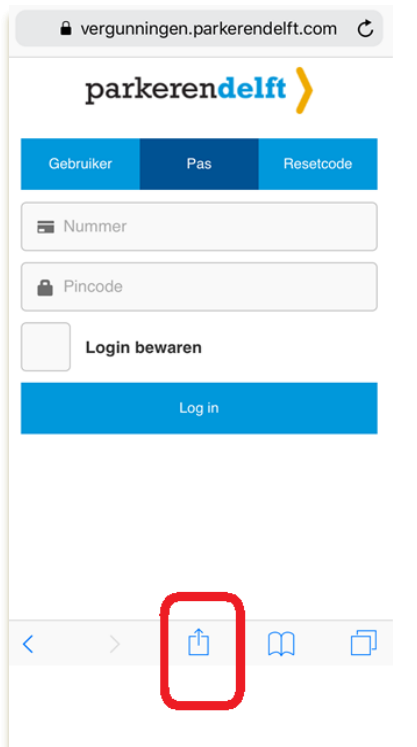 vergunningen.parkerendelft.com
parkerendelft
Gebruiker Pas Resetcode
Nummer
Pincode
Login bewaren
Log in